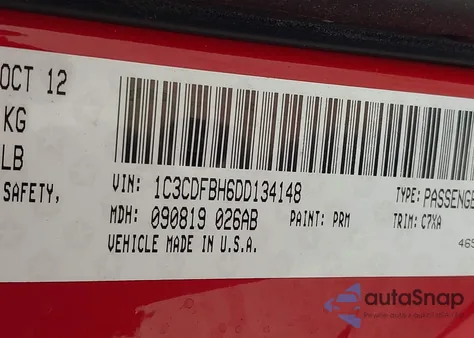 OCT 12
KG
LB
SAFETY,
VIN: 1C3CDFBH6DD134148
TYPE: PASSENGE
MDH: 090819 026AB
PAINT: PRM
TRIM: C7XA
VEHICLE MADE IN U.S.A.
465
autoSnap